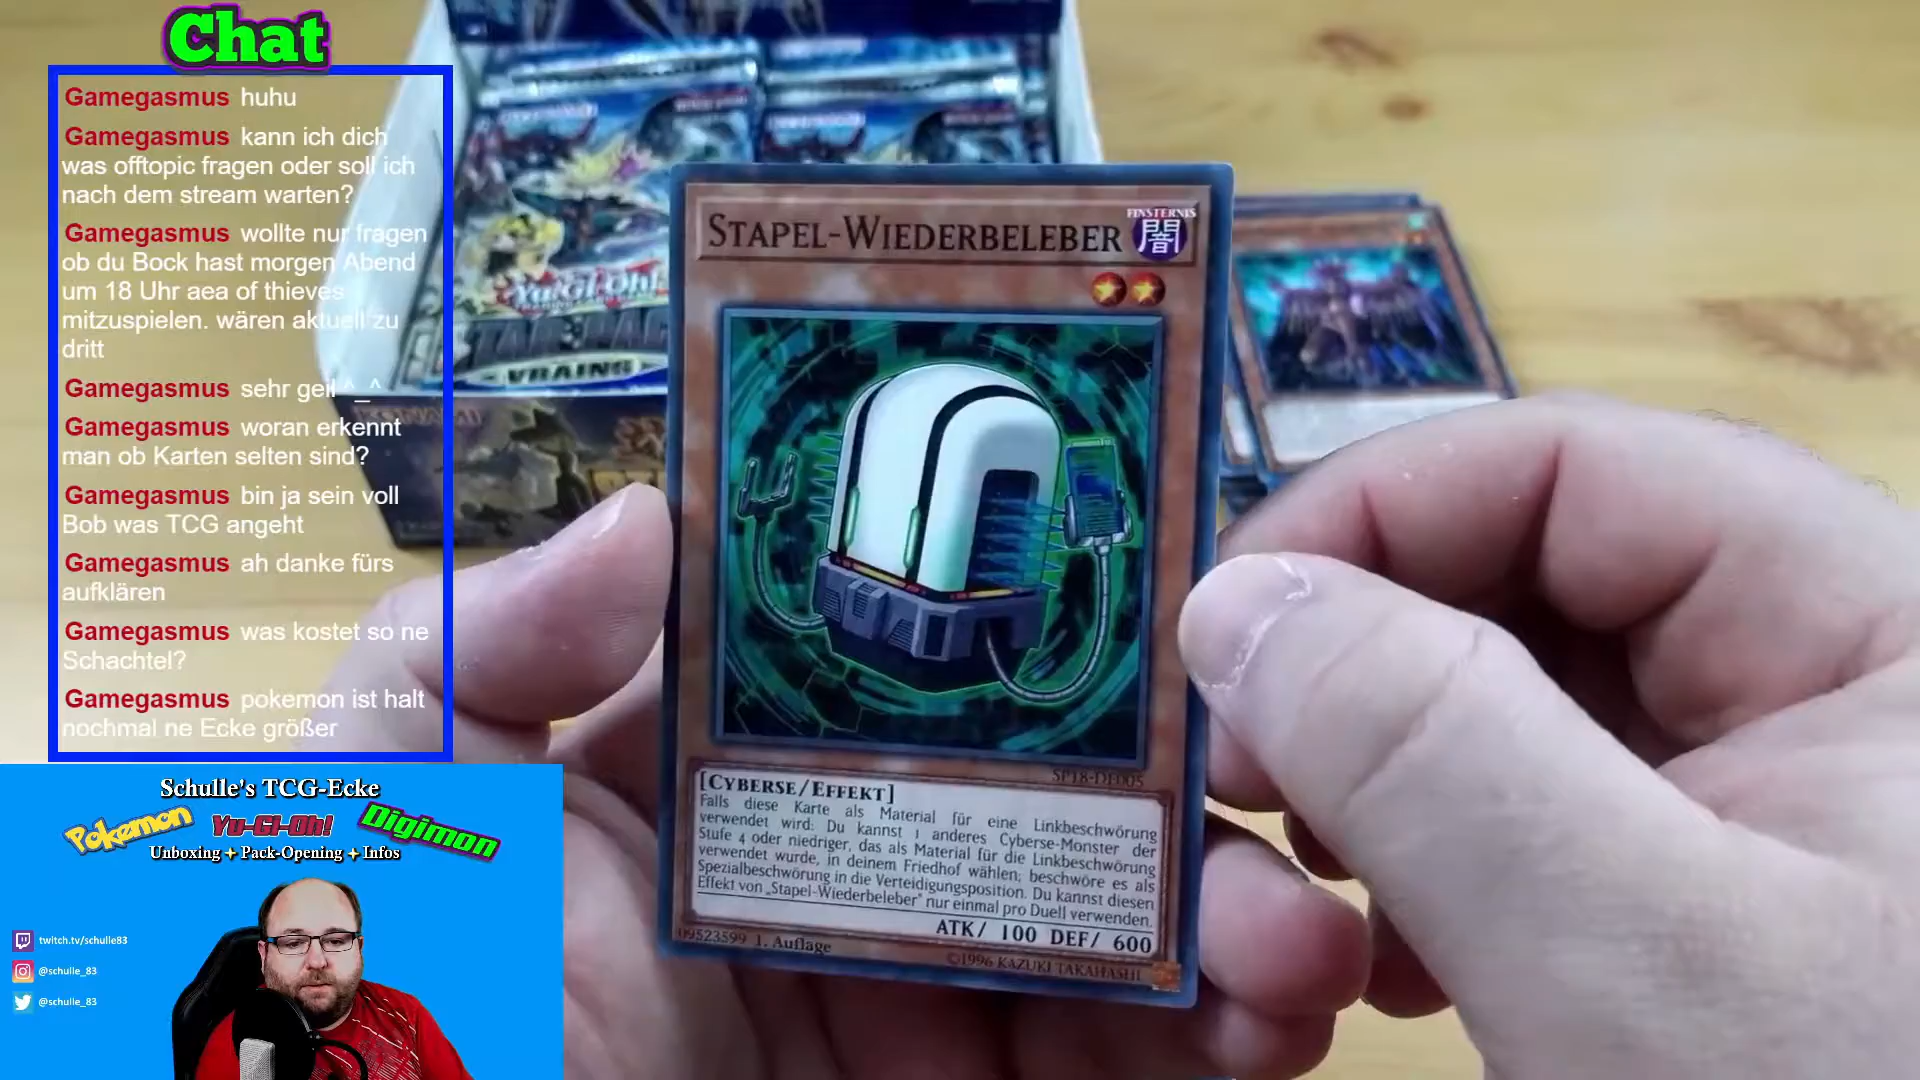 Chat
Gamegasmus huhu
Gamegasmus kann ich dich
was offtopic fragen oder soll ich
nach dem stream warten?
Gamegasmus wollte nur fragen
ob du Bock hast morgen Abend
um 18 Uhr aea of thieves
mitzuspielen. wären aktuell zu
dritt
Gamegasmus sehr geil ^_^
Gamegasmus woran erkennt
man ob Karten selten sind?
Gamegasmus bin ja sein voll
Bob was TCG angeht
Gamegasmus ah danke fürs
aufklären
Gamegasmus was kostet so ne
Schachtel?
Gamegasmus pokemon ist halt
nochmal ne Ecke größer
Schulle's TCG-Ecke
Pokemon Yu-Gi-Oh! Digimon
Unboxing ✦ Pack-Opening ✦ Infos
twitch.tv/schulle83
@schulle_83
@schulle_83
Yu-Gi-Oh!
STAR PACK
VRAINS
KONAMI
STAPEL-WIEDERBELEBER
FINSTERNIS
闇
SP18-DE005
[CYBERSE/EFFEKT]
Falls diese Karte als Material für eine Linkbeschwörung
verwendet wird: Du kannst 1 anderes Cyberse-Monster der
Stufe 4 oder niedriger, das als Material für die Linkbeschwörung
verwendet wurde, in deinem Friedhof wählen; beschwöre es als
Spezialbeschwörung in die Verteidigungsposition. Du kannst diesen
Effekt von „Stapel-Wiederbeleber" nur einmal pro Duell verwenden.
ATK/ 100 DEF/ 600
09523599 1. Auflage
©1996 KAZUKI TAKAHASHI